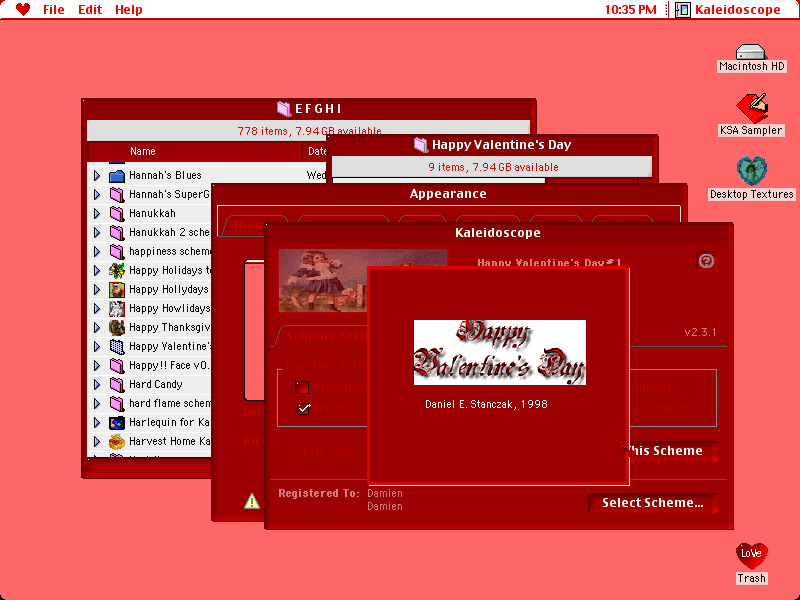 File Edit Help
10:35 PM
Kaleidoscope
Macintosh HD
KSA Sampler
Desktop Textures
E F G H I
778 items, 7.94 GB available
Name
Date
Hannah's Blues
Wed
Hannah's SuperG
Hanukkah
Hanukkah 2 sche
happiness schem
Happy Holidays t
Happy Hollydays
Happy Howlidays
Happy Thanksgiv
Happy Valentine's
Happy!! Face v0.
Hard Candy
hard flame schem
Harlequin for Ka
Harvest Home Ka
Happy Valentine's Day
9 items, 7.94 GB available
Appearance
Kaleidoscope
Happy Valentine's Day#1
v2.3.1
Scheme Setti
Happy
Valentine's Day
Daniel E. Stanczak, 1998
This Scheme
Registered To: Damien
Damien
Select Scheme...
LoVe
Trash